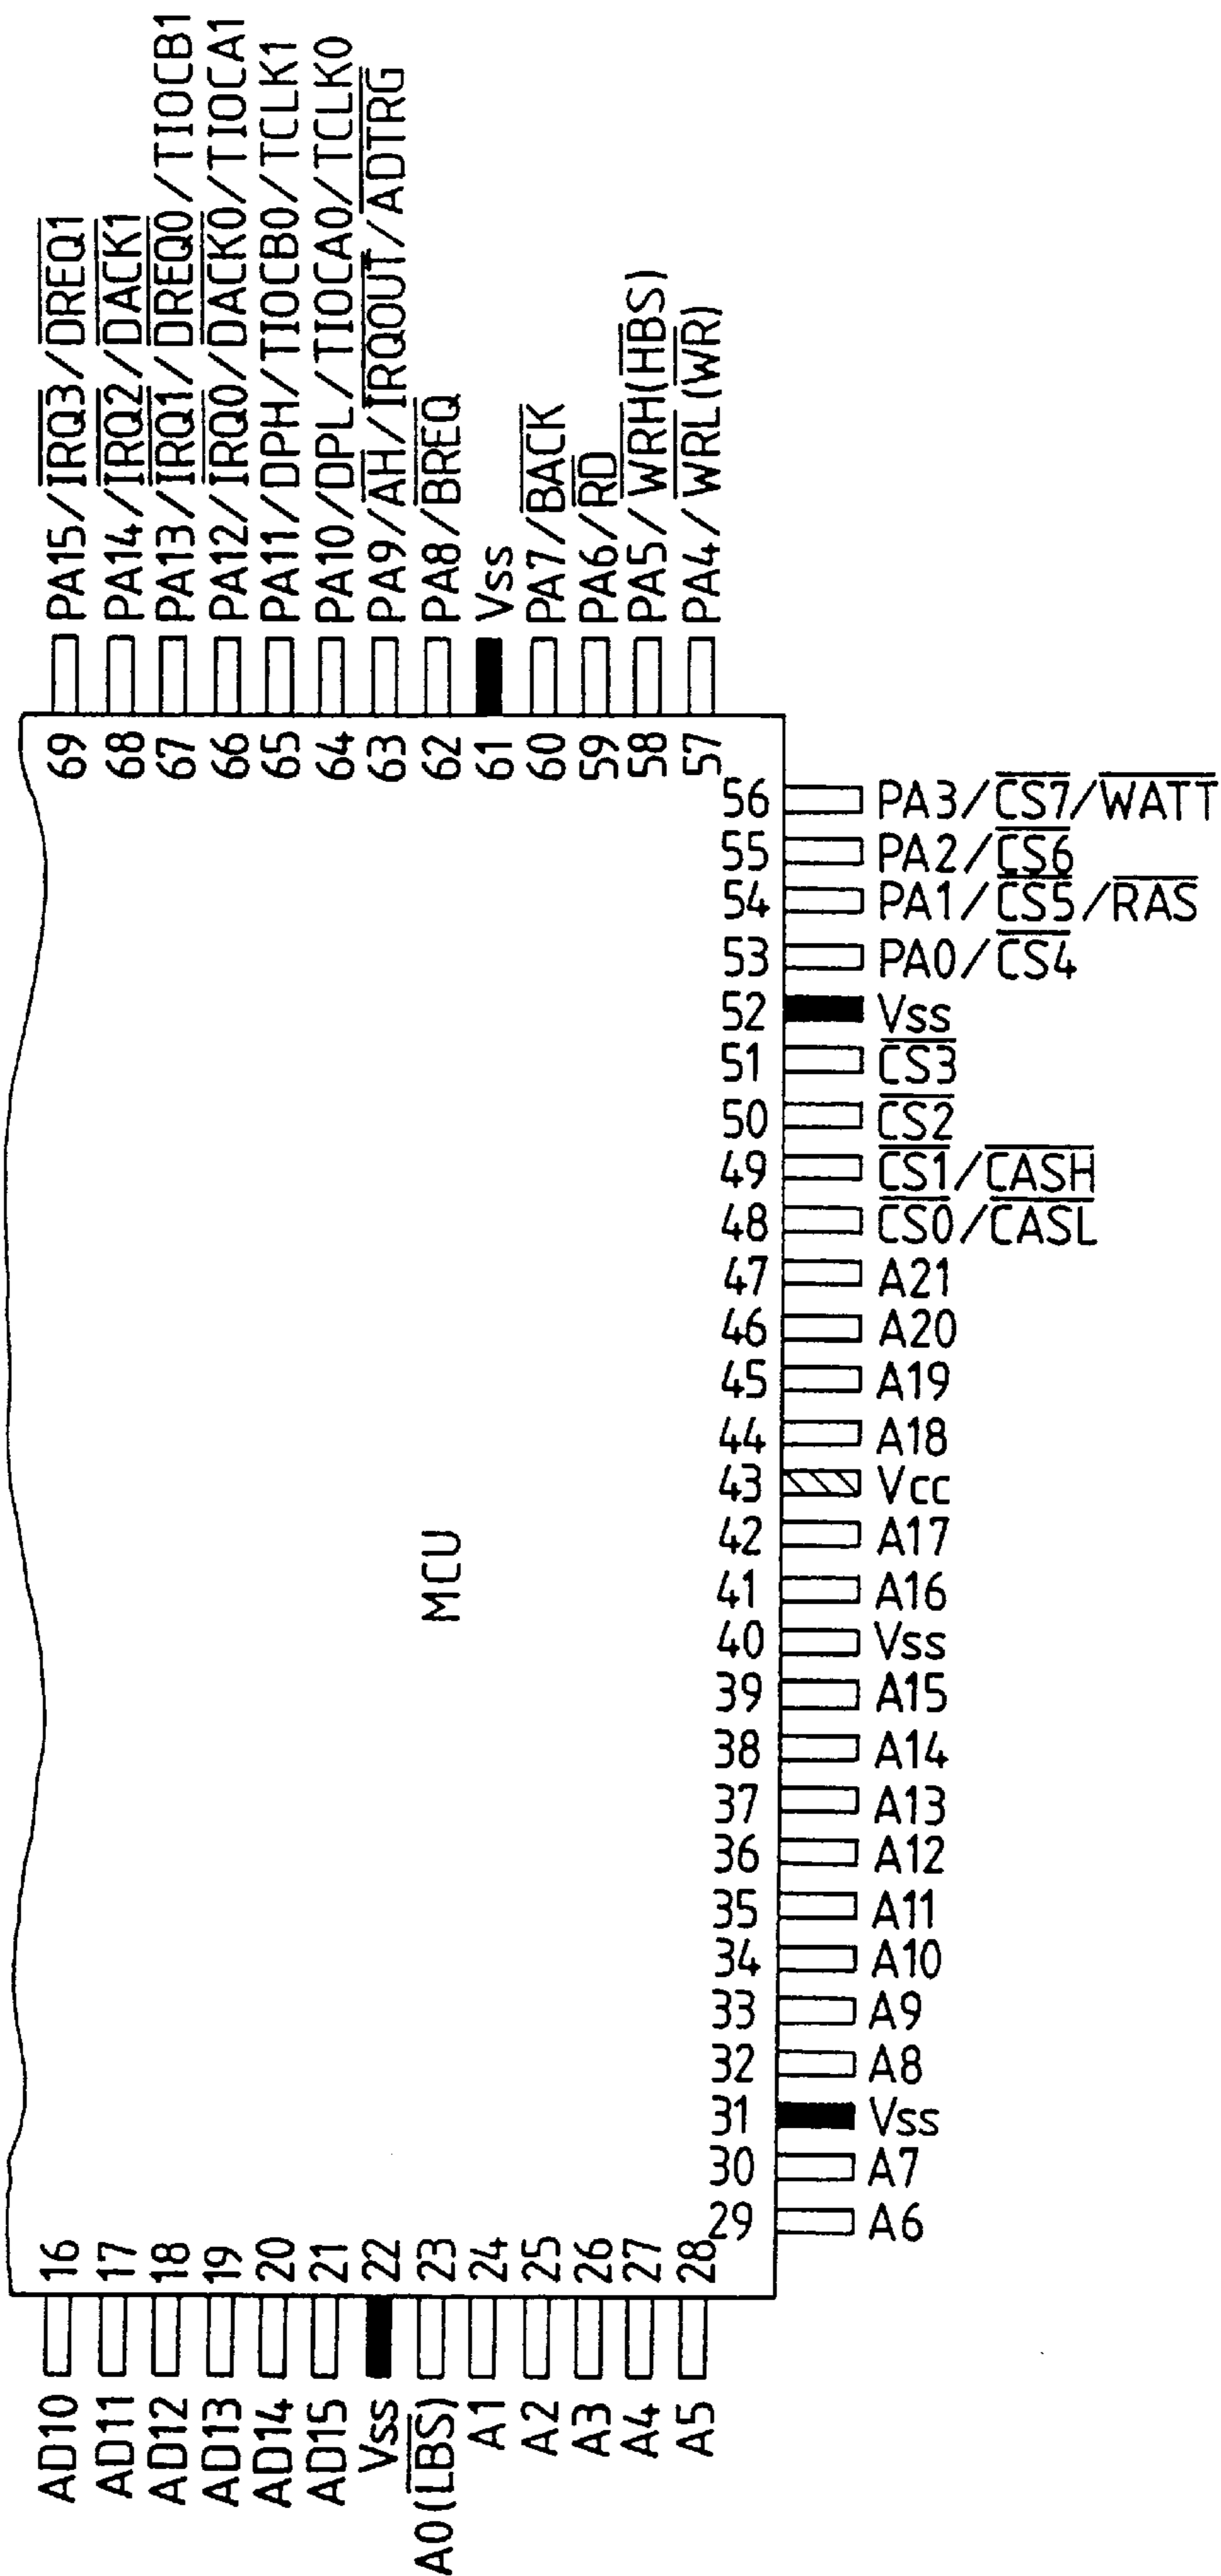 PA15/IRQ3/DREQ1
PA14/IRQ2/DACK1
PA13/IRQ1/DREQ0/TIOCB1
PA12/IRQ0/DACK0/TIOCA1
PA11/DPH/TIOCB0/TCLK1
PA10/DPL/TIOCA0/TCLK0
PA9/AH/IRQOUT/ADTRG
PA8/BREQ
Vss
PA7/BACK
PA6/RD
PA5/WRH(HBS)
PA4/WRL(WR)
69
68
67
66
65
64
63
62
61
60
59
58
57
56 PA3/CS7/WATT
55 PA2/CS6
54 PA1/CS5/RAS
53 PA0/CS4
52 Vss
51 CS3
50 CS2
49 CS1/CASH
48 CS0/CASL
47 A21
46 A20
45 A19
44 A18
43 Vcc
42 A17
41 A16
40 Vss
39 A15
38 A14
37 A13
36 A12
35 A11
34 A10
33 A9
32 A8
31 Vss
30 A7
29 A6
MCU
16
17
18
19
20
21
22
23
24
25
26
27
28
AD10
AD11
AD12
AD13
AD14
AD15
Vss
A0(LBS)
A1
A2
A3
A4
A5